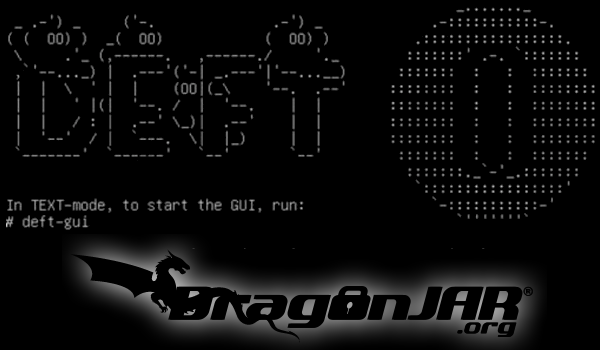 DEFT
0
In TEXT-mode, to start the GUI, run:
# deft-gui
DragonJAR®
.org